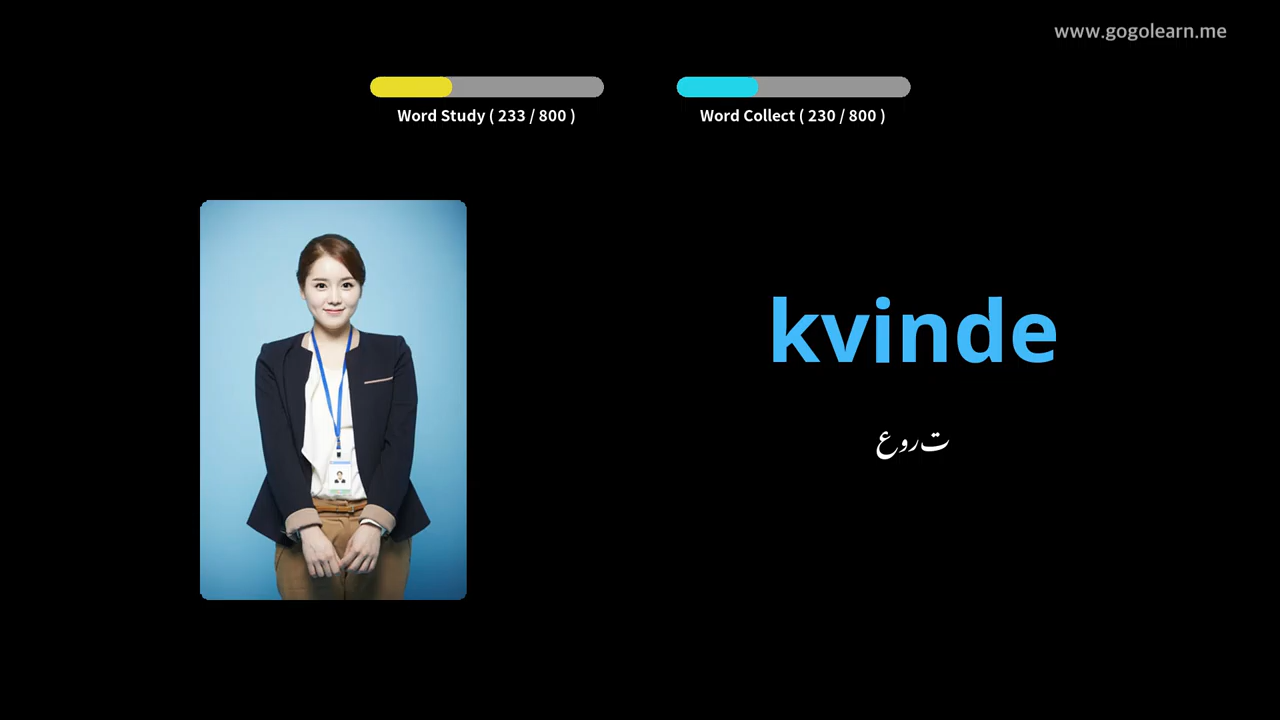 www.gogolearn.me
Word Study ( 233 / 800 )
Word Collect ( 230 / 800 )
kvinde
عورت